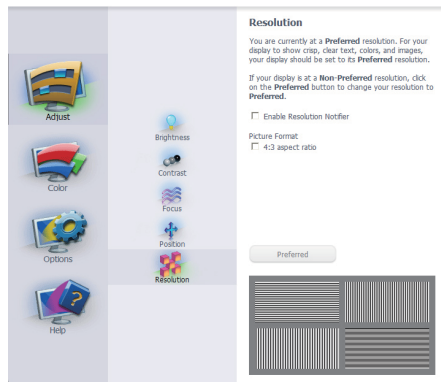 Adjust
Color
Options
Help
Brightness
Contrast
Focus
Position
Resolution
Resolution
You are currently at a Preferred resolution. For your
display to show crisp, clear text, colors, and images,
your display should be set to its Preferred resolution.
If your display is at a Non-Preferred resolution, click
on the Preferred button to change your resolution to
Preferred.
Enable Resolution Notifier
Picture Format
4:3 aspect ratio
Preferred